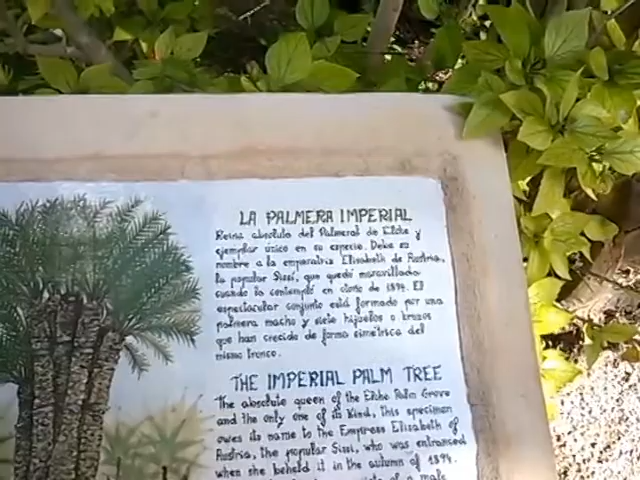 LA PALMERA IMPERIAL
Reina absoluta del Palmeral de Elche y
ejemplar único en su especie. Debe su
nombre a la emperatriz Elisabeth de Austria,
la popular Sissi, que quedó maravillada
cuando la contempló en otoño de 1894. El
espectacular conjunto está formado por una
palmera macho y siete hijuelos o brazos
que han crecido de forma simétrica del
mismo tronco.
THE IMPERIAL PALM TREE
The absolute queen of the Elche Palm Grove
and the only one of its kind, this specimen
owes its name to the Empress Elisabeth of
Austria, the popular Sissi, who was entranced
when she beheld it in the autumn of 1894.
of a male